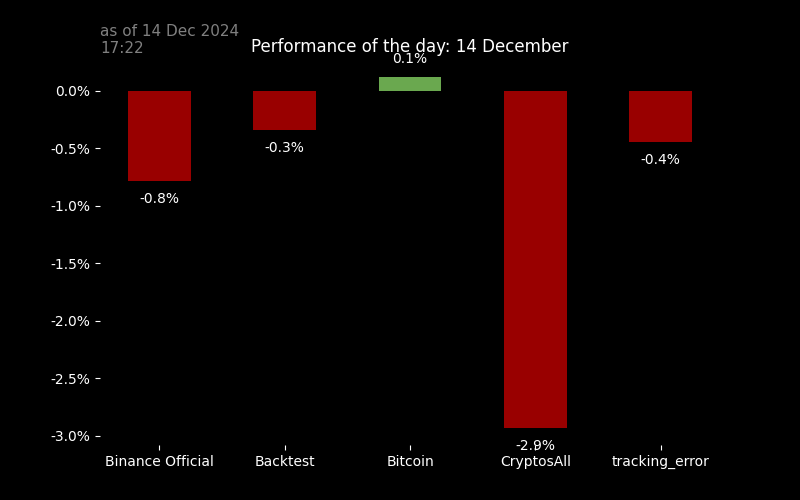 as of 14 Dec 2024
17:22
Performance of the day: 14 December
0.1%
0.0%
-0.5%
-1.0%
-1.5%
-2.0%
-2.5%
-3.0%
-0.8%
-0.3%
-2.9%
-0.4%
Binance Official
Backtest
Bitcoin
CryptosAll
tracking_error